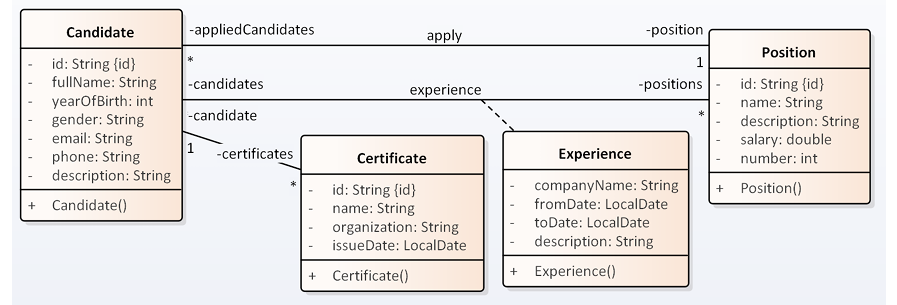 Candidate
- id: String {id}
- fullName: String
- yearOfBirth: int
- gender: String
- email: String
- phone: String
- description: String
+ Candidate()
-appliedCandidates
apply
-position
*
1
-candidates
experience
-positions
*
-candidate
1
-certificates
*
Certificate
- id: String {id}
- name: String
- organization: String
- issueDate: LocalDate
+ Certificate()
Experience
- companyName: String
- fromDate: LocalDate
- toDate: LocalDate
- description: String
+ Experience()
Position
- id: String {id}
- name: String
- description: String
- salary: double
- number: int
+ Position()